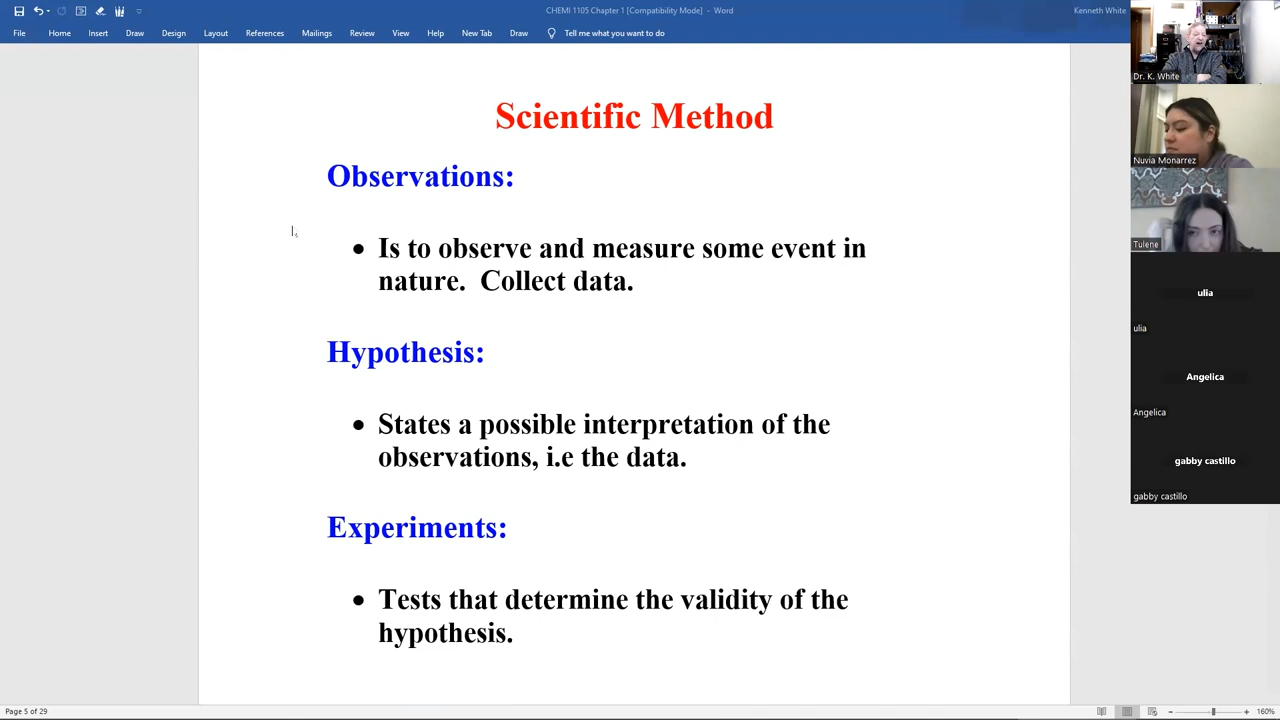 CHEMI 1105 Chapter 1 [Compatibility Mode] - Word
Kenneth White
File Home Insert Draw Design Layout References Mailings Review View Help New Tab Draw Tell me what you want to do
Scientific Method
Observations:
• Is to observe and measure some event in
nature. Collect data.
Hypothesis:
• States a possible interpretation of the
observations, i.e the data.
Experiments:
• Tests that determine the validity of the
hypothesis.
Dr. K. White
Nuvia Monarrez
Tulene
ulia
ulia
Angelica
Angelica
gabby castillo
gabby castillo
Page 5 of 29
160%